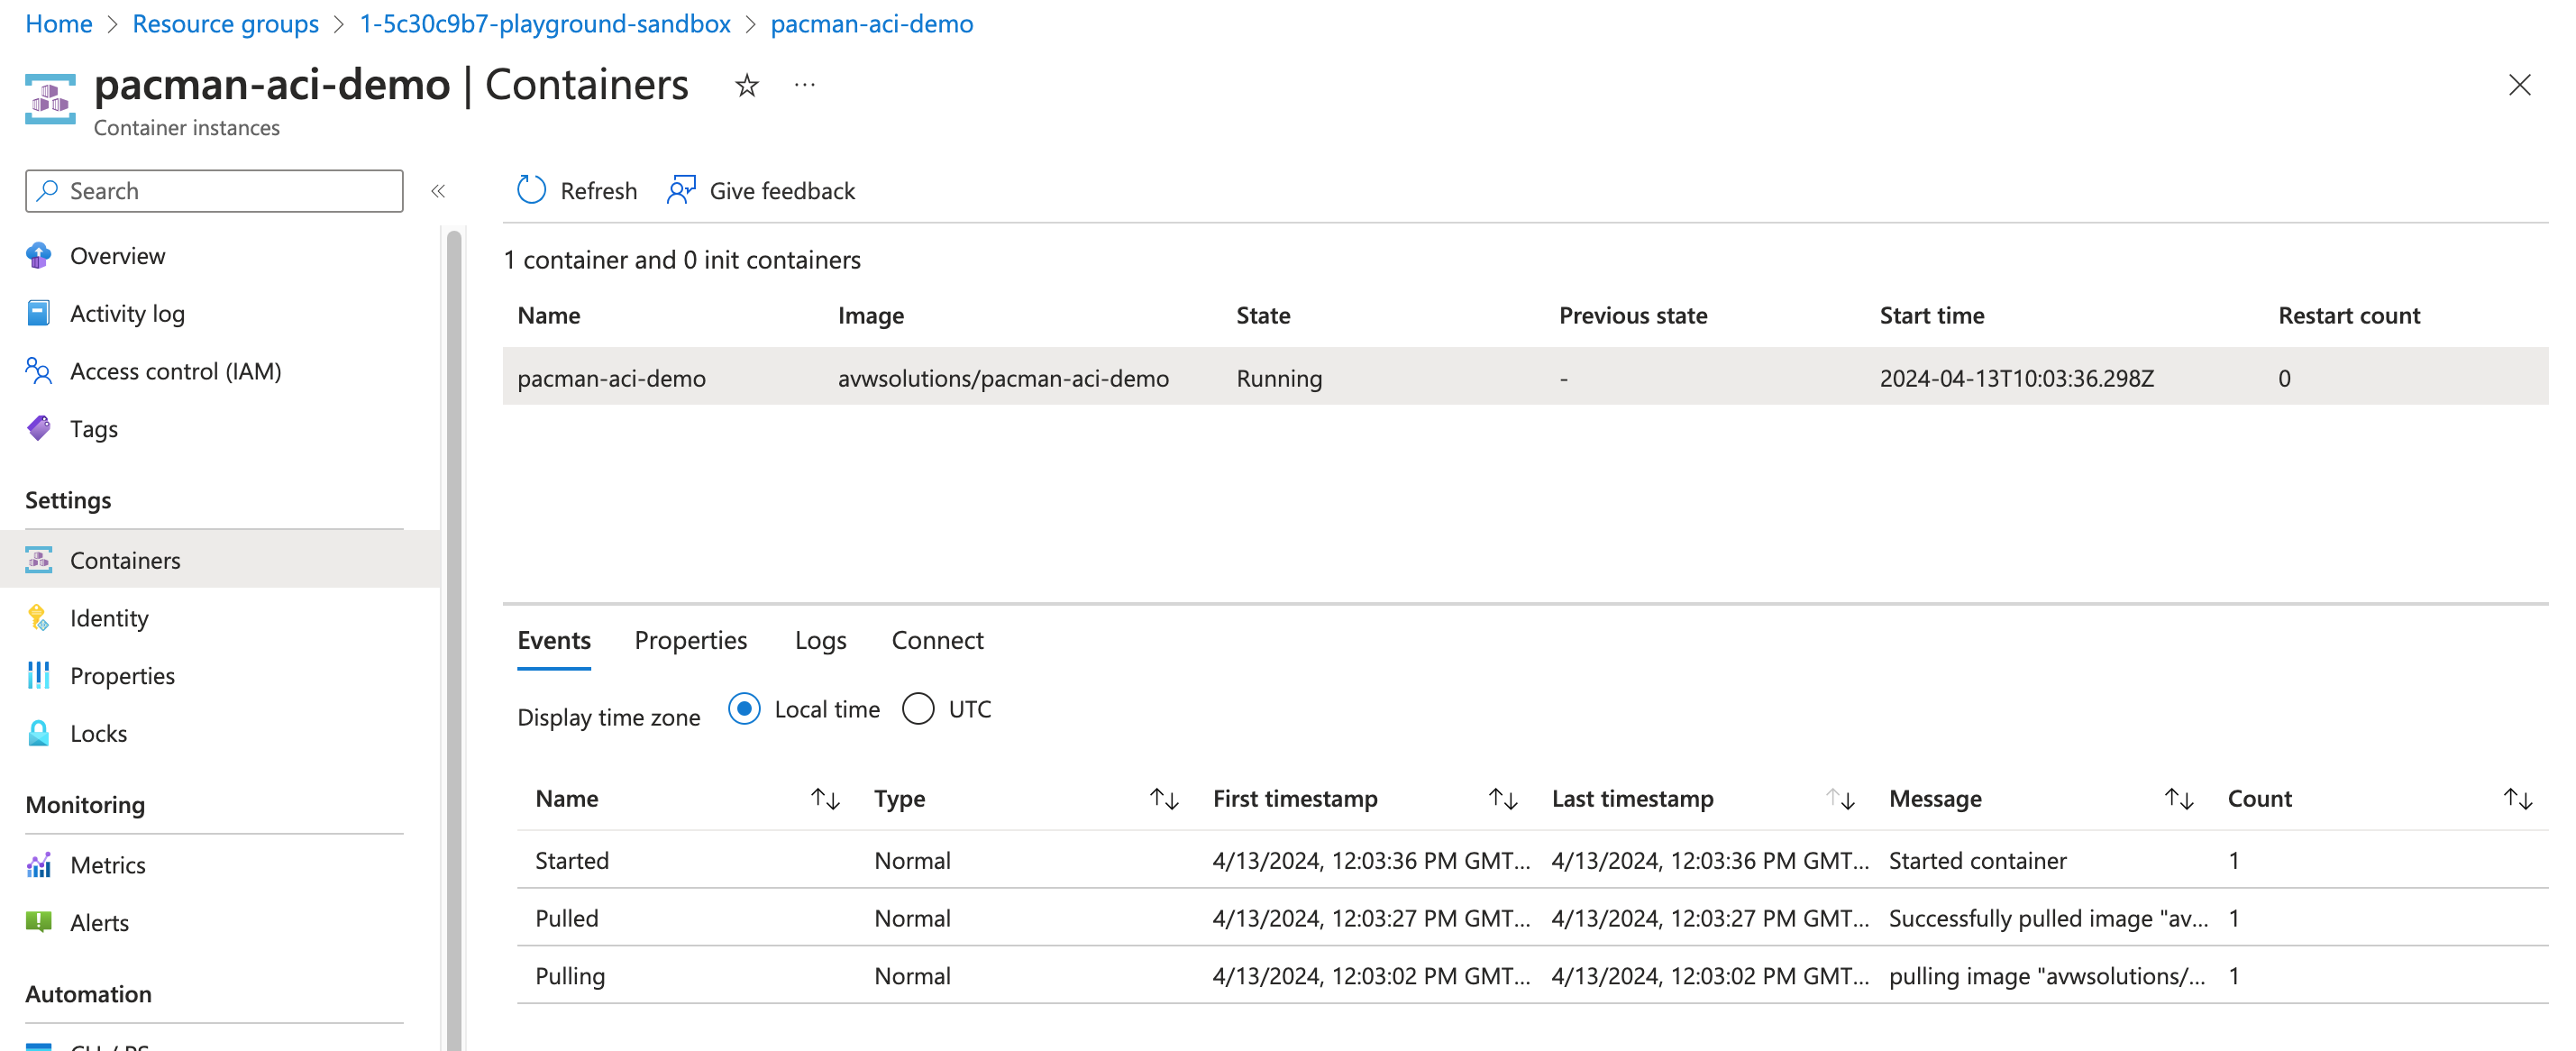 Home > Resource groups > 1-5c30c9b7-playground-sandbox > pacman-aci-demo
pacman-aci-demo | Containers
Container instances
Search
Overview
Activity log
Access control (IAM)
Tags
Settings
Containers
Identity
Properties
Locks
Monitoring
Metrics
Alerts
Automation
Refresh Give feedback
1 container and 0 init containers
Name Image State Previous state Start time Restart count
pacman-aci-demo avwsolutions/pacman-aci-demo Running - 2024-04-13T10:03:36.298Z 0
Events Properties Logs Connect
Display time zone Local time UTC
Name Type First timestamp Last timestamp Message Count
Started Normal 4/13/2024, 12:03:36 PM GMT... 4/13/2024, 12:03:36 PM GMT... Started container 1
Pulled Normal 4/13/2024, 12:03:27 PM GMT... 4/13/2024, 12:03:27 PM GMT... Successfully pulled image "av... 1
Pulling Normal 4/13/2024, 12:03:02 PM GMT... 4/13/2024, 12:03:02 PM GMT... pulling image "avwsolutions/... 1